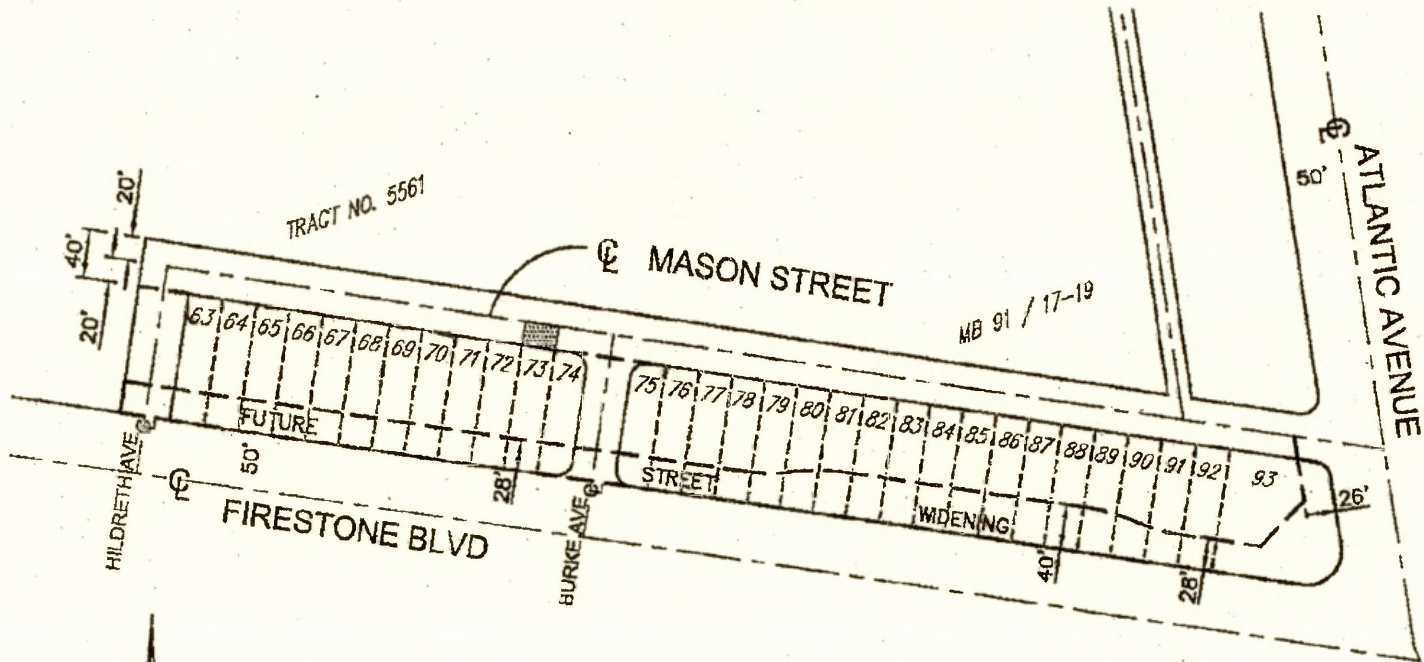 ATLANTIC AVENUE
50'
20'
40'
20'
TRACT NO. 5561
℄ MASON STREET
MB 91 / 17-19
63 64 65 66 67 68 69 70 71 72 73 74
75 76 77 78 79 80 81 82 83 84 85 86 87 88 89 90 91 92 93
FUTURE
STREET
WIDENING
50'
28'
40'
28'
26'
℄
FIRESTONE BLVD
HILDRETH AVE
BURKE AVE
℄